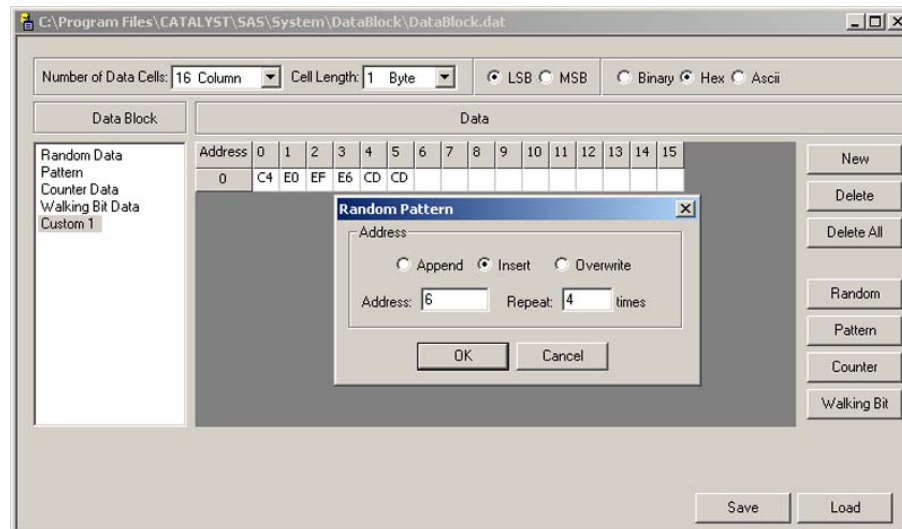 C:\Program Files\CATALYST\SAS\System\DataBlock\DataBlock.dat
Number of Data Cells: 16 Column Cell Length: 1 Byte LSB MSB Binary Hex Ascii
Data Block Data
Random Data
Pattern
Counter Data
Walking Bit Data
Custom 1
Address 0 1 2 3 4 5 6 7 8 9 10 11 12 13 14 15
0 C4 E0 EF E6 CD CD
Random Pattern
Address
Append Insert Overwrite
Address: 6 Repeat: 4 times
OK Cancel
New
Delete
Delete All
Random
Pattern
Counter
Walking Bit
Save Load